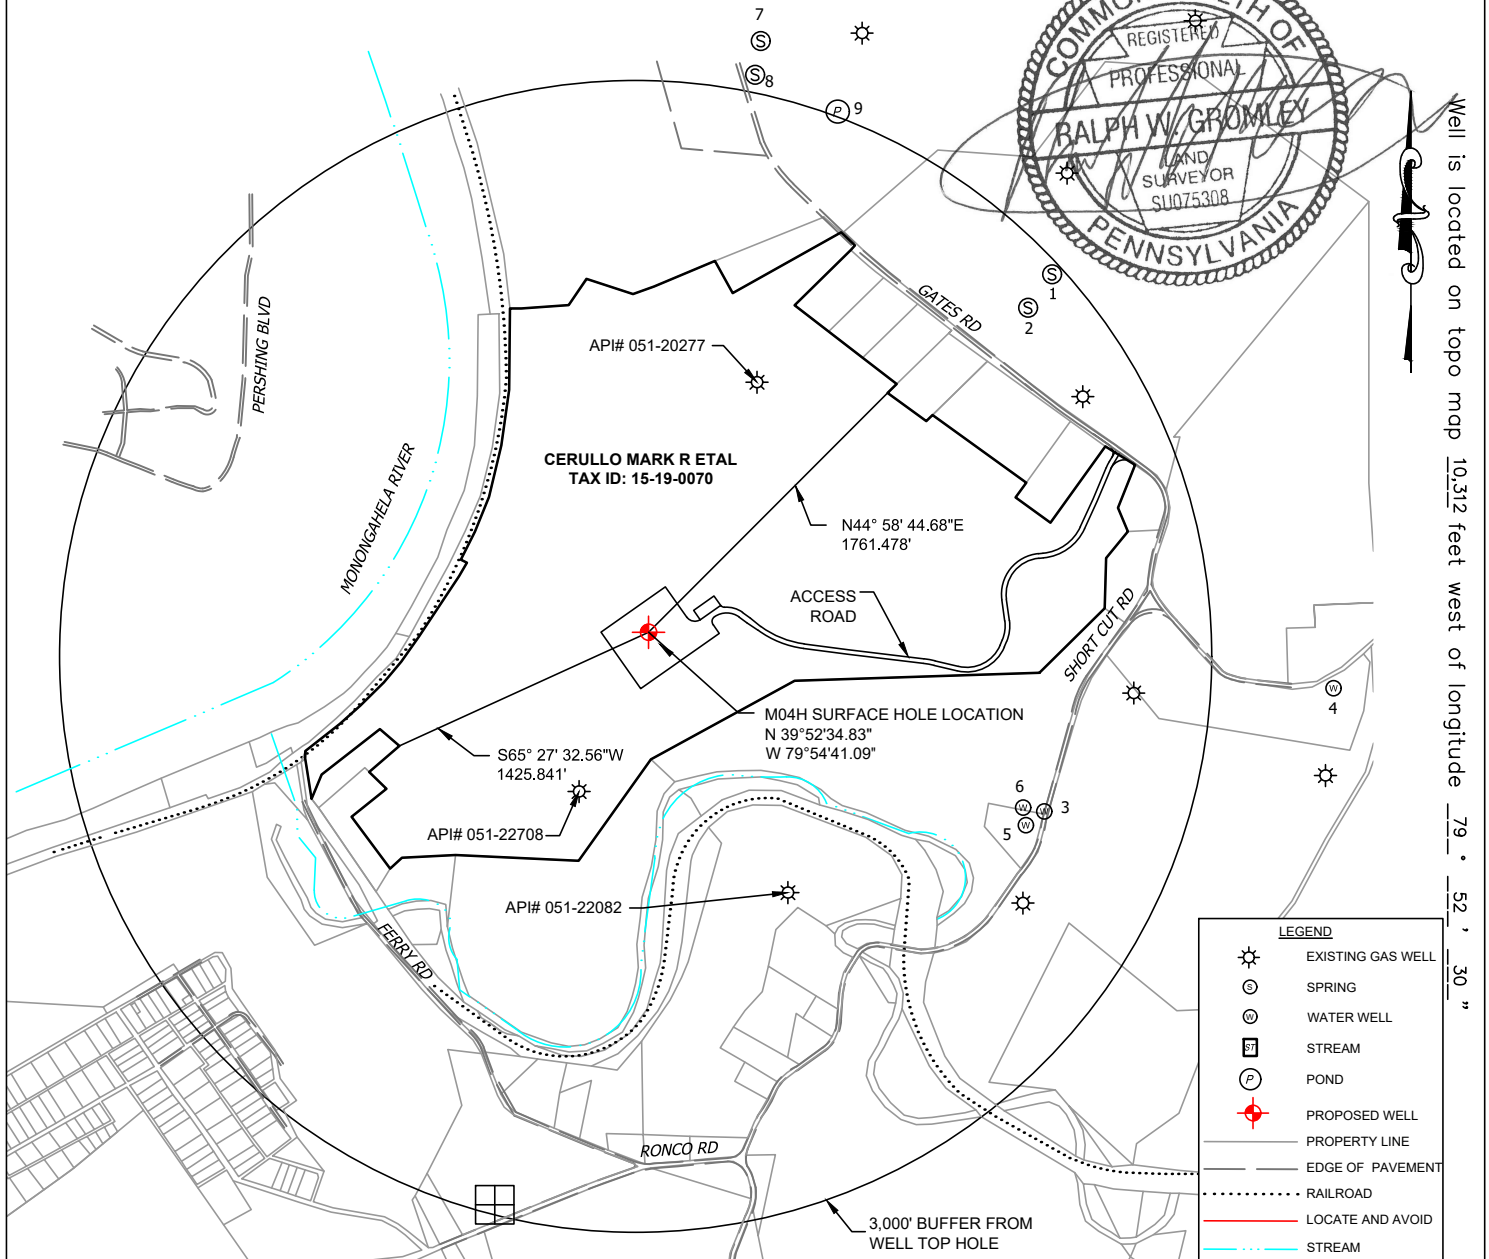 7
S
S 8
P 9
COMMONWEALTH OF
REGISTERED
PROFESSIONAL
RALPH W. GROMLEY
LAND
SURVEYOR
SU075308
PENNSYLVANIA
Well is located on topo map 10,312 feet west of longitude 79 ° 52 ' 30 "
S
1
S
2
GATES RD
PERSHING BLVD
API# 051-20277
MONONGAHELA RIVER
CERULLO MARK R ETAL
TAX ID: 15-19-0070
N44° 58' 44.68"E
1761.478'
ACCESS
ROAD
SHORT CUT RD
W
4
M04H SURFACE HOLE LOCATION
N 39°52'34.83"
W 79°54'41.09"
S65° 27' 32.56"W
1425.841'
6
W
W 3
5 W
API# 051-22708
API# 051-22082
FERRY RD
RONCO RD
3,000' BUFFER FROM
WELL TOP HOLE
LEGEND
EXISTING GAS WELL
S SPRING
W WATER WELL
ST STREAM
P POND
PROPOSED WELL
PROPERTY LINE
EDGE OF PAVEMENT
RAILROAD
LOCATE AND AVOID
STREAM